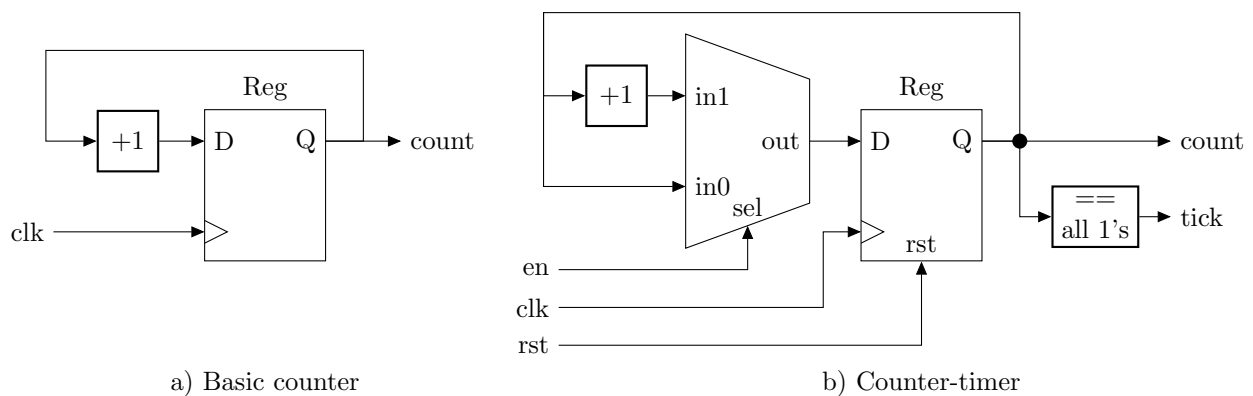 Reg
+1
D
Q
count
clk
a) Basic counter
+1
in1
in0
out
sel
Reg
D
Q
rst
count
==
all 1's
tick
en
clk
rst
b) Counter-timer